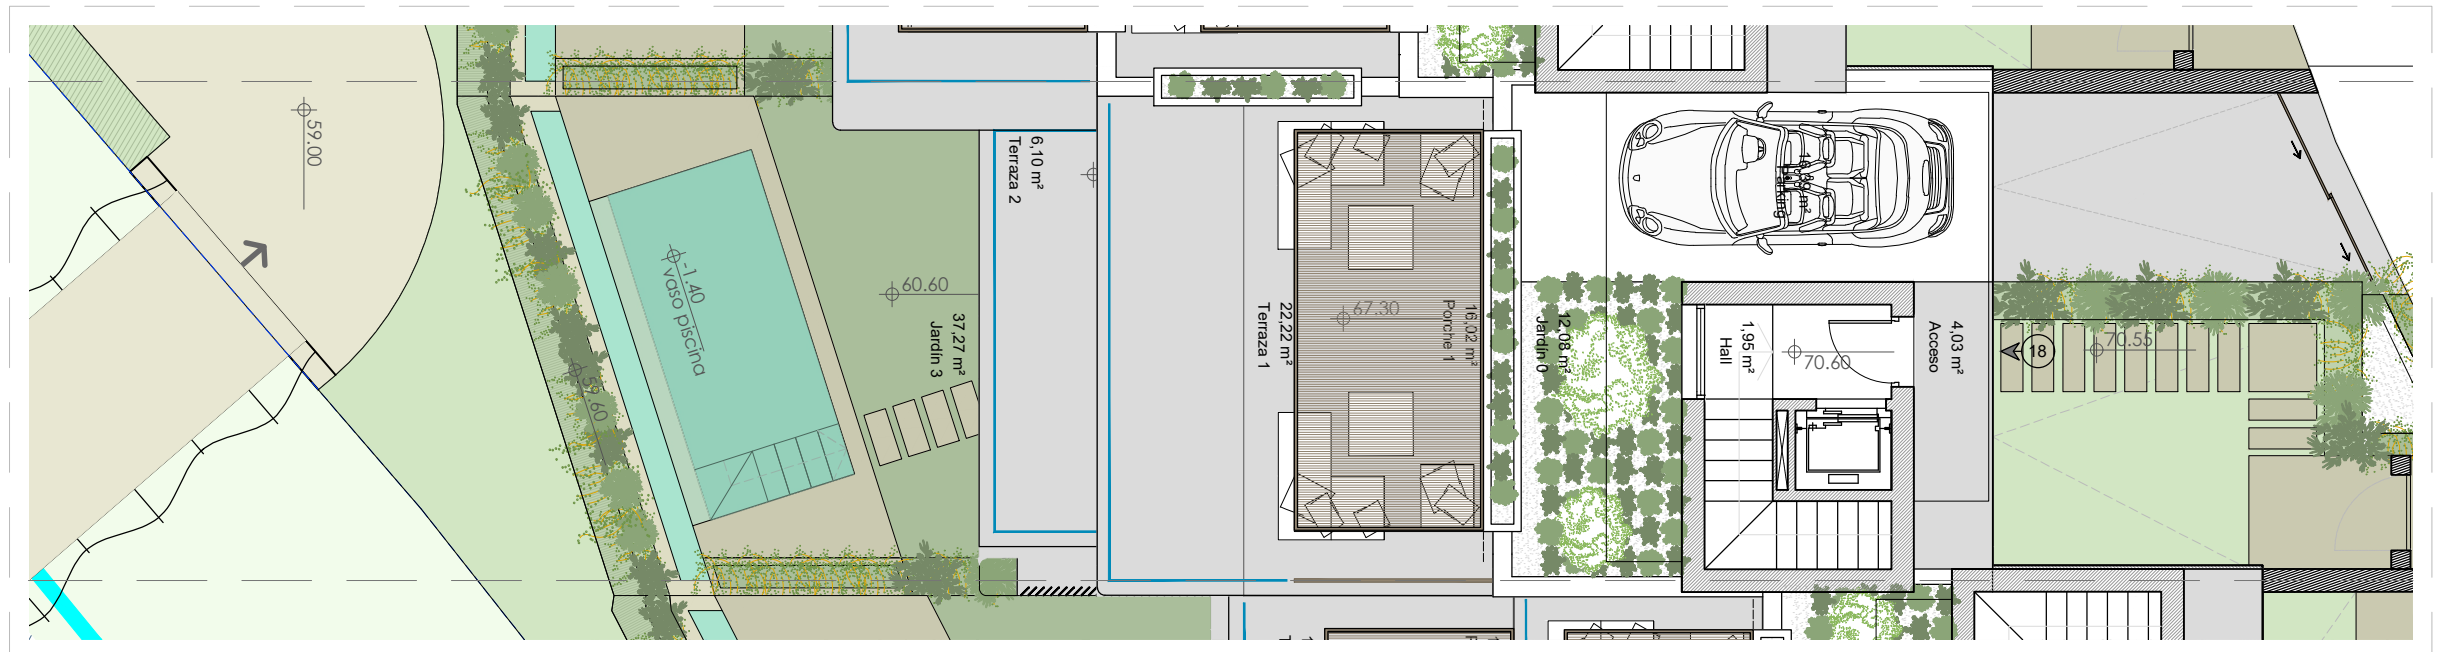 59.00
-1.40
vaso piscina
59.60
60.60
37,27 m²
Jardín 3
6,10 m²
Terraza 2
22,22 m²
Terraza 1
67.30
16,02 m²
Porche 1
12,08 m²
Jardín 0
1,95 m²
Hall
70.60
4,03 m²
Acceso
18
70.55